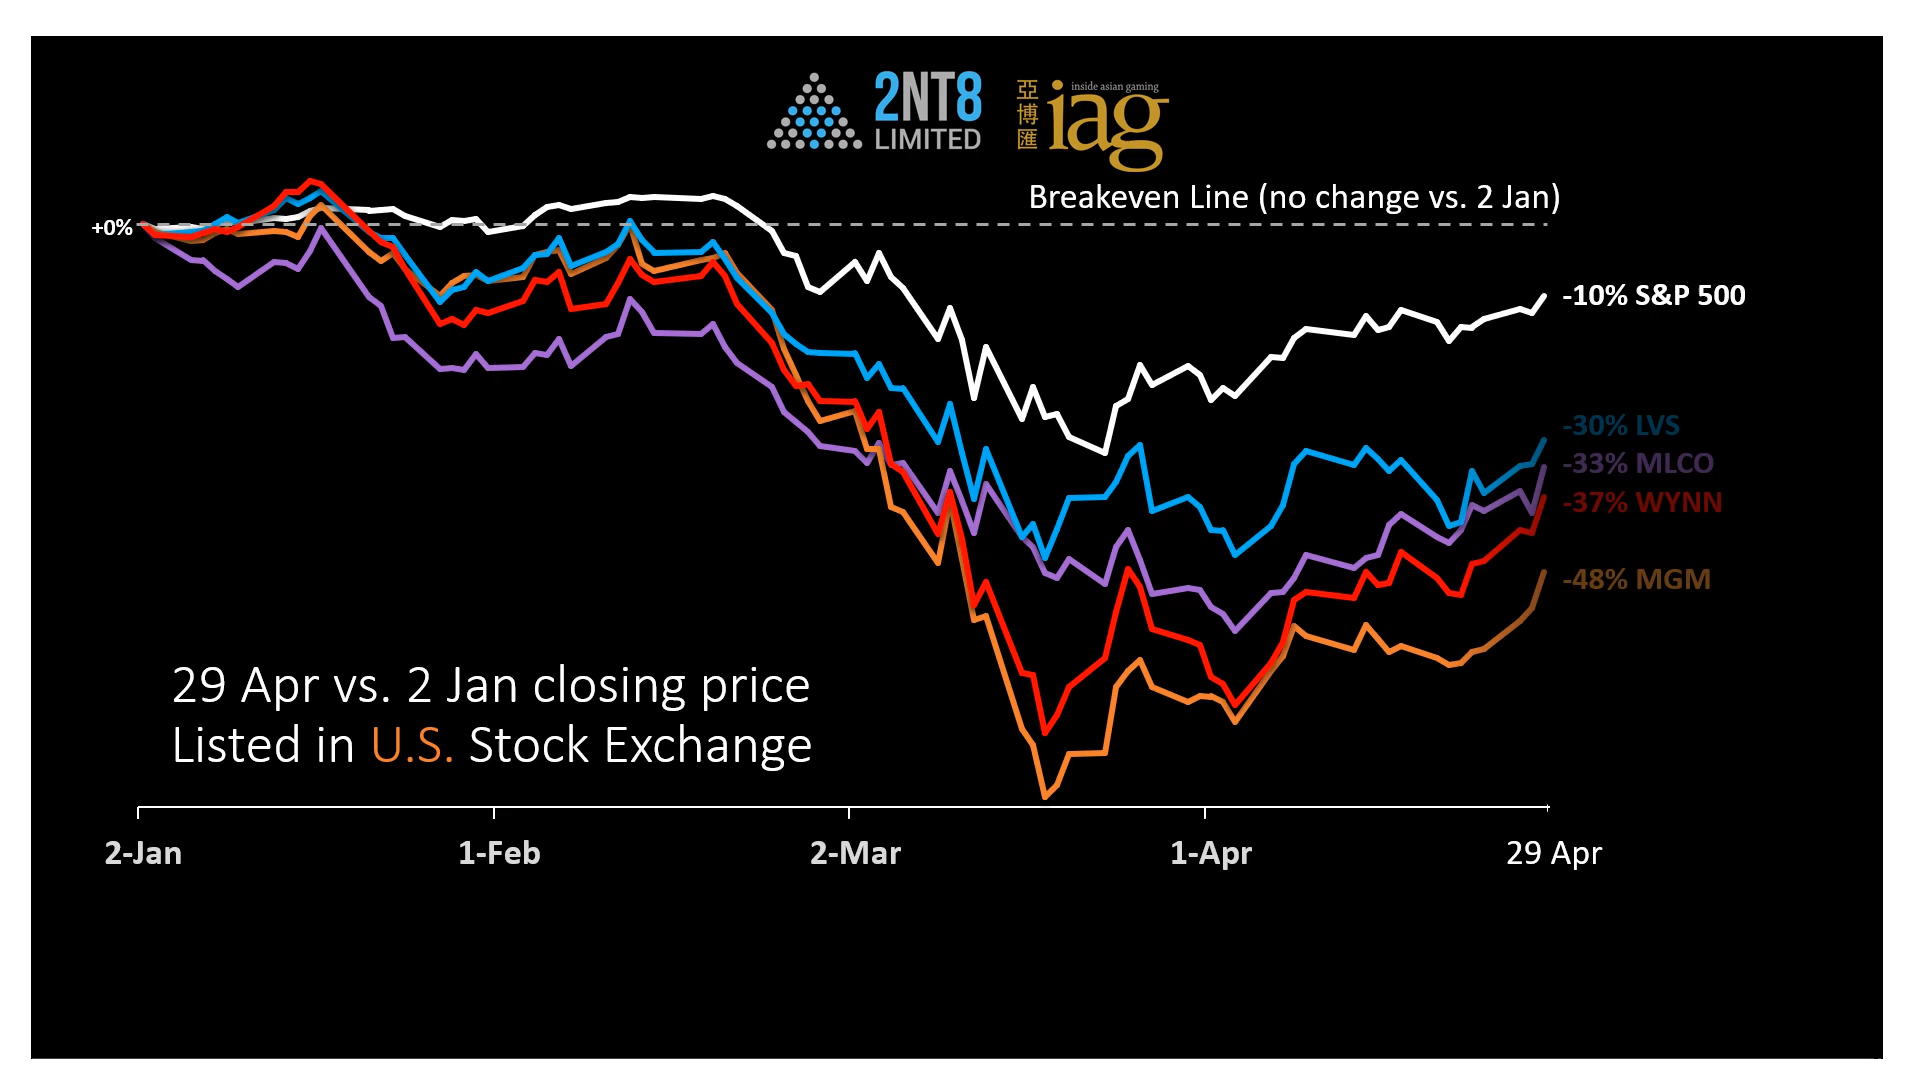 2NT8
LIMITED
亞博匯
inside asian gaming
iag
Breakeven Line (no change vs. 2 Jan)
+0%
-10% S&P 500
-30% LVS
-33% MLCO
-37% WYNN
-48% MGM
29 Apr vs. 2 Jan closing price
Listed in U.S. Stock Exchange
2-Jan
1-Feb
2-Mar
1-Apr
29 Apr